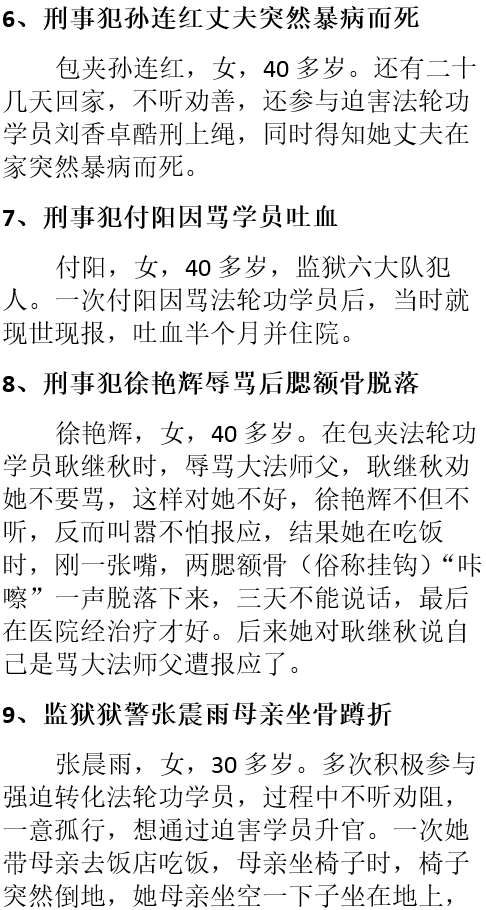 6、刑事犯孙连红丈夫突然暴病而死
包夹孙连红，女，40 多岁。还有二十
几天回家，不听劝善，还参与迫害法轮功
学员刘香卓酷刑上绳，同时得知她丈夫在
家突然暴病而死。
7、刑事犯付阳因骂学员吐血
付阳，女，40 多岁，监狱六大队犯
人。一次付阳因骂法轮功学员后，当时就
现世现报，吐血半个月并住院。
8、刑事犯徐艳辉辱骂后腮额骨脱落
徐艳辉，女，40 多岁。在包夹法轮功
学员耿继秋时，辱骂大法师父，耿继秋劝
她不要骂，这样对她不好，徐艳辉不但不
听，反而叫嚣不怕报应，结果她在吃饭
时，刚一张嘴，两腮额骨（俗称挂钩）“咔
嚓”一声脱落下来，三天不能说话，最后
在医院经治疗才好。后来她对耿继秋说自
己是骂大法师父遭报应了。
9、监狱狱警张震雨母亲坐骨蹲折
张晨雨，女，30 多岁。多次积极参与
强迫转化法轮功学员，过程中不听劝阻，
一意孤行，想通过迫害学员升官。一次她
带母亲去饭店吃饭，母亲坐椅子时，椅子
突然倒地，她母亲坐空一下子坐在地上，